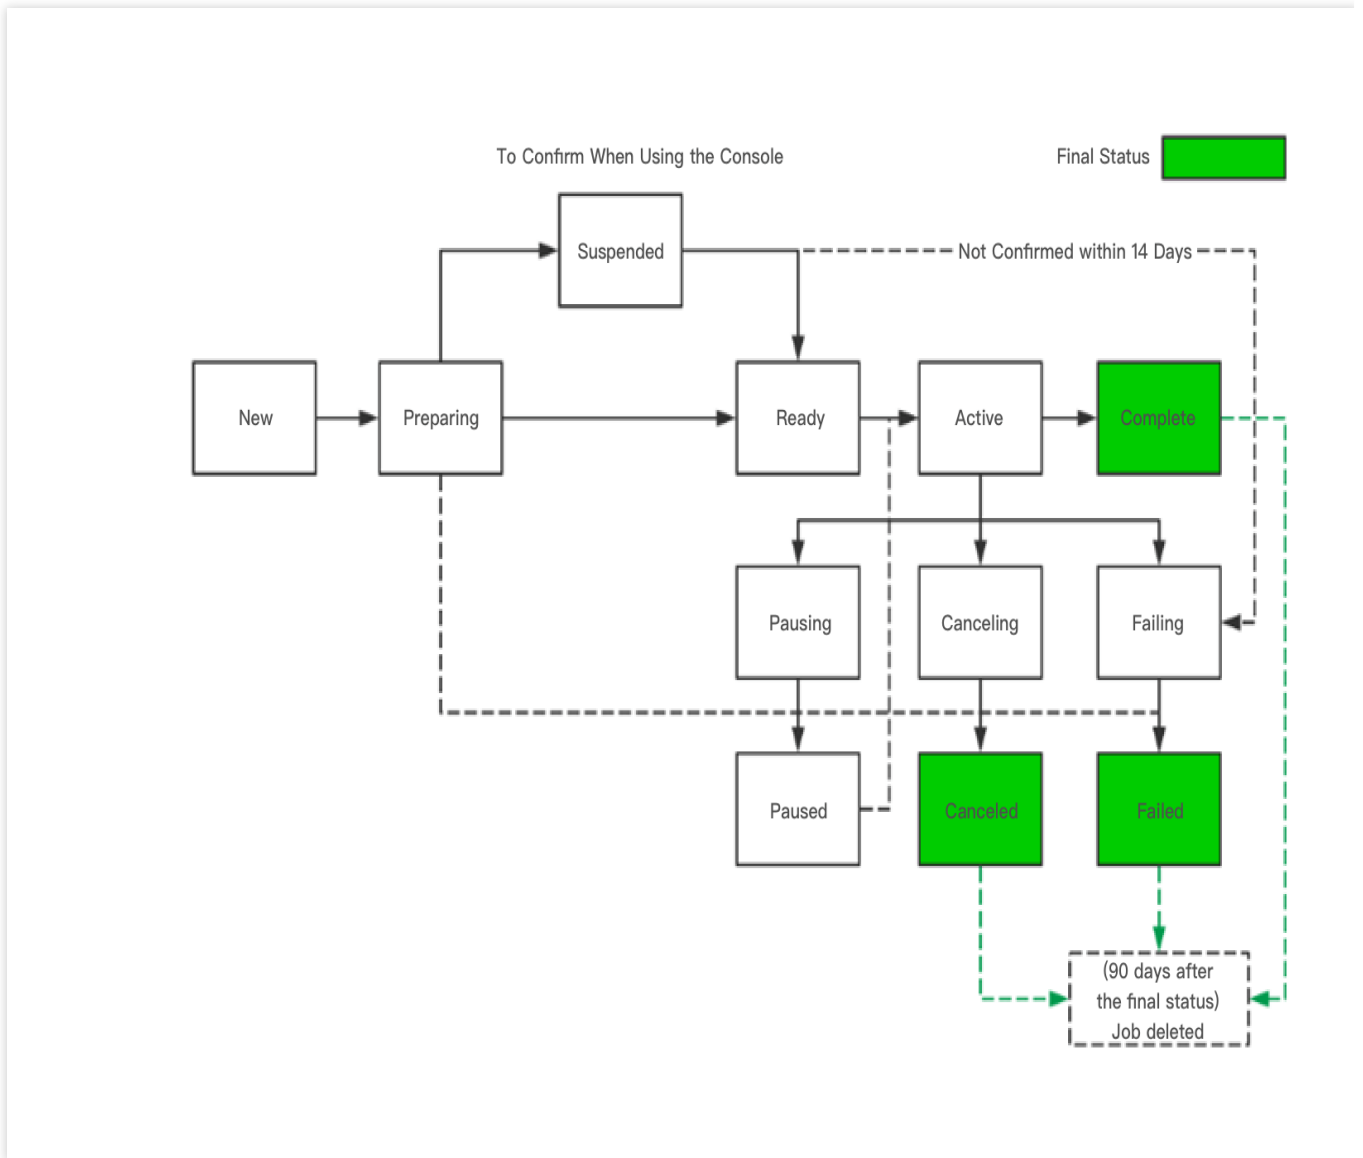 To Confirm When Using the Console
Final Status
Suspended
Not Confirmed within 14 Days
New
Preparing
Ready
Active
Complete
Pausing
Canceling
Failing
Paused
Canceled
Failed
(90 days after
the final status)
Job deleted